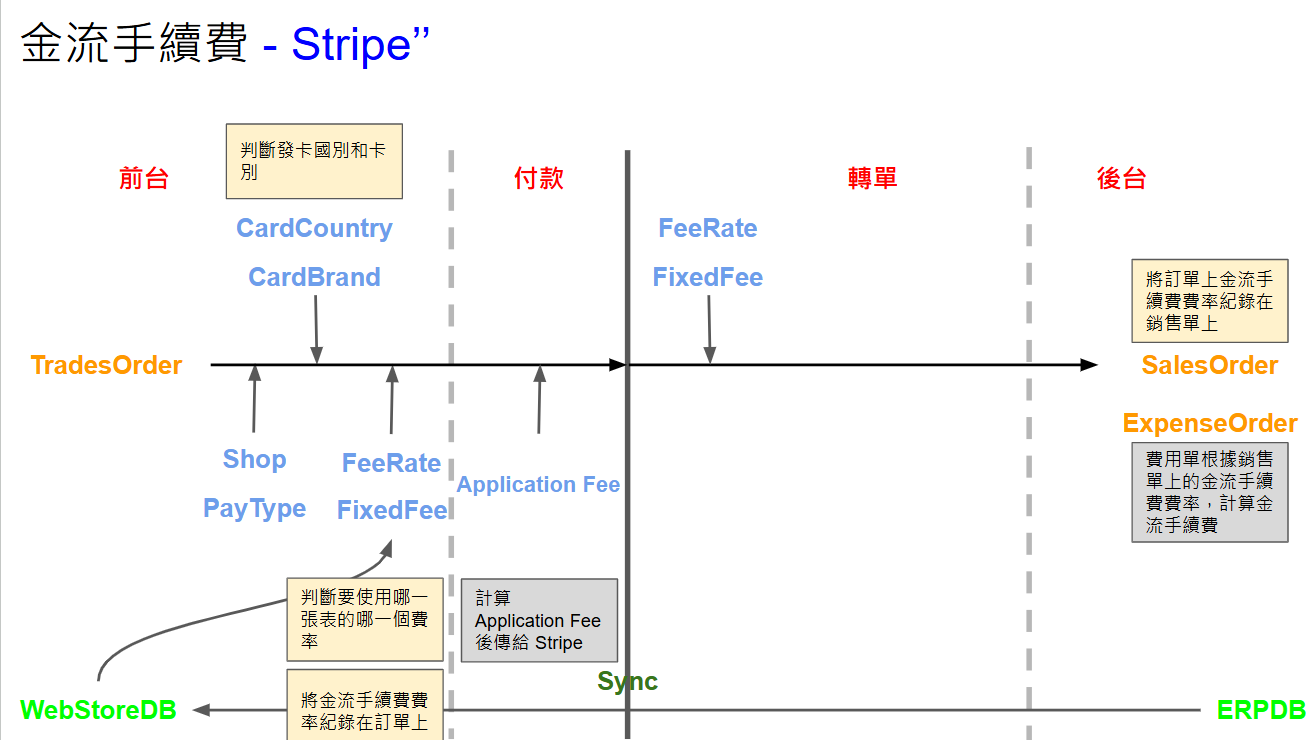 金流手續費 - Stripe’’
判斷發卡國別和卡
別
前台
付款
轉單
後台
CardCountry
CardBrand
FeeRate
FixedFee
將訂單上金流手
續費費率紀錄在
銷售單上
TradesOrder
SalesOrder
ExpenseOrder
Shop
PayType
FeeRate
FixedFee
Application Fee
費用單根據銷售
單上的金流手續
費費率，計算金
流手續費
判斷要使用哪一
張表的哪一個費
率
計算
Application Fee
後傳給 Stripe
Sync
WebStoreDB
將金流手續費費
率紀錄在訂單上
ERPDB